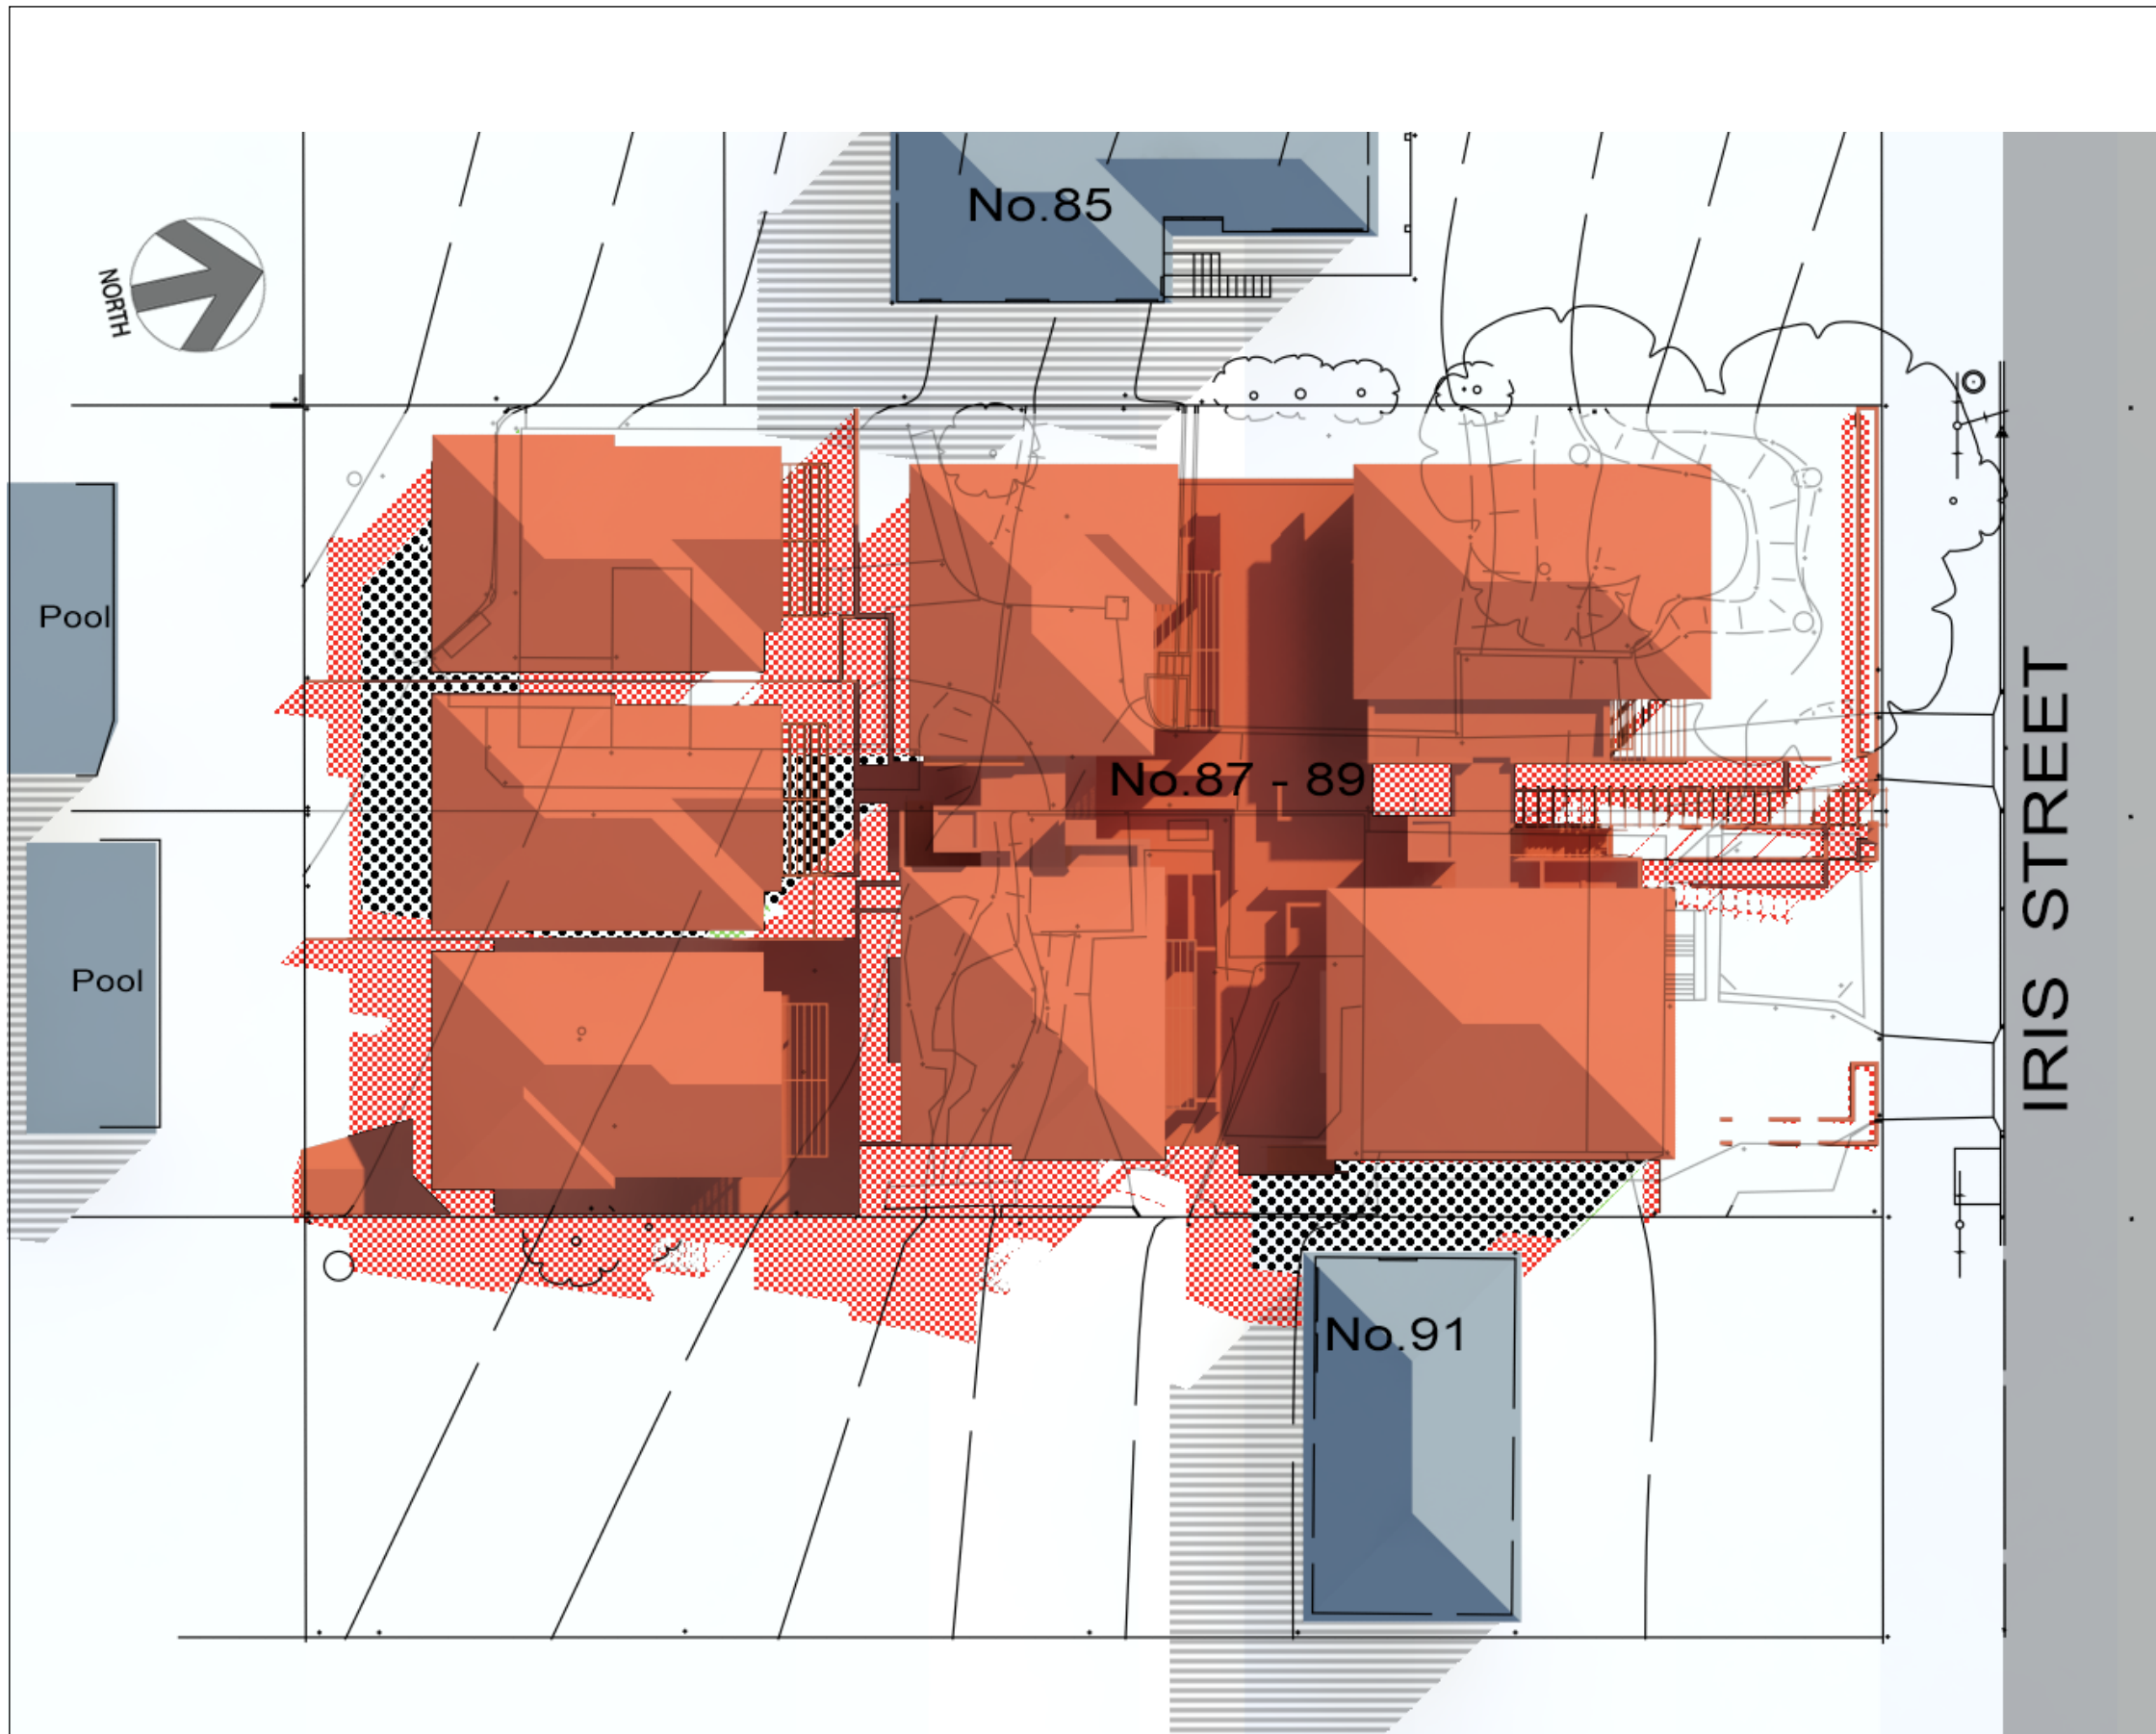 No.85
NORTH
Pool
No.87 - 89
IRIS STREET
Pool
No.91